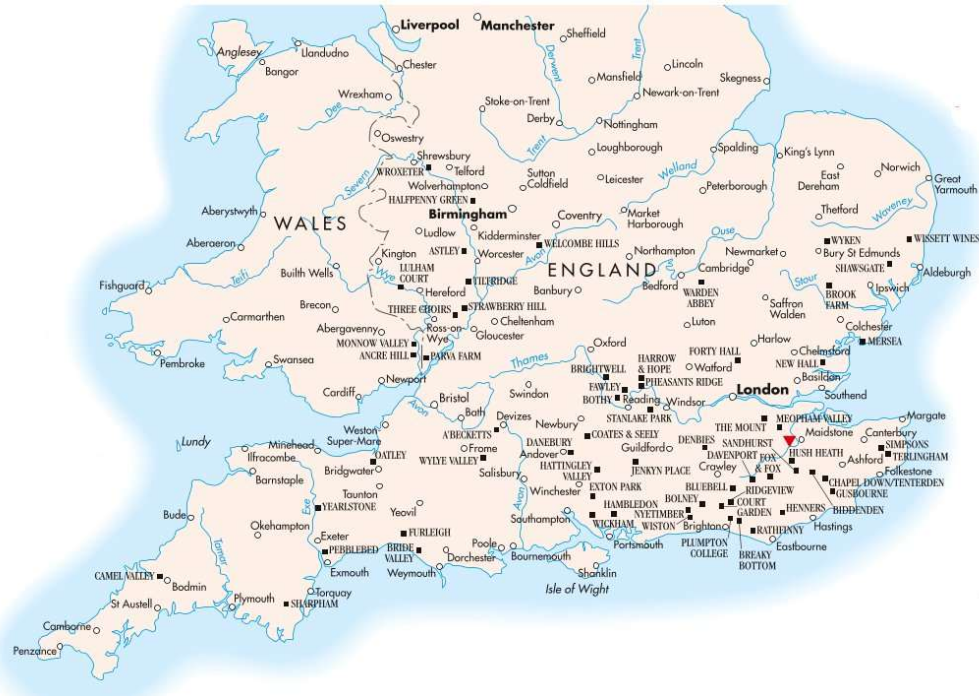 Liverpool
Manchester
Sheffield
Anglesey
Llandudno
Bangor
Chester
Derwent
Trent
Lincoln
Mansfield
Skegness
Wrexham
Dee
Newark-on-Trent
Stoke-on-Trent
Derby
Nottingham
Oswestry
Trent
Loughborough
Spalding
King's Lynn
Shrewsbury
WROXETER
Telford
Welland
Norwich
Severn
Sutton
Coldfield
Leicester
East
Dereham
Great
Yarmouth
Wolverhampton
Peterborough
HALFPENNY GREEN
Aberystwyth
Birmingham
WALES
Coventry
Market
Harborough
Thetford
Waveney
Ludlow
Kidderminster
Ouse
Aberaeron
ASTLEY
WELCOMBE HILLS
WYKEN
WISSETT WINES
Kington
Worcester
Avon
Northampton
Newmarket
Bury St Edmunds
Teifi
Builth Wells
Wye
LULHAM
COURT
ENGLAND
Cambridge
SHAWSGATE
Aldeburgh
Fishguard
TILTRIDGE
Stour
Hereford
Banbury
Bedford
WARDEN
ABBEY
BROOK
FARM
Ipswich
Brecon
THREE CHOIRS
STRAWBERRY HILL
Saffron
Walden
Carmarthen
Abergavenny
Ross-on-
Wye
Cheltenham
Gloucester
Luton
Colchester
MONNOW VALLEY
Oxford
Harlow
MERSEA
ANCRE HILL
PARVA FARM
Thames
HARROW
& HOPE
FORTY HALL
Chelmsford
NEW HALL
Pembroke
Swansea
BRIGHTWELL
Watford
Newport
PHEASANTS RIDGE
Basildon
FAWLEY
Cardiff
Swindon
London
Southend
Bristol
BOTHY
Reading
Windsor
Avon
Bath
Devizes
Newbury
STANLAKE PARK
MEOPHAM VALLEY
Margate
Lundy
Weston-
Super-Mare
A'BECKETTS
COATES & SEELY
THE MOUNT
Maidstone
Canterbury
Minehead
Ilfracombe
DANEBURY
Andover
Guildford
DENBIES
SANDHURST
SIMPSONS
OATLEY
Frome
WYLYE VALLEY
HUSH HEATH
TERLINGHAM
Barnstaple
Bridgwater
Salisbury
HATTINGLEY
VALLEY
JENKYN PLACE
DAVENPORT
FOX
& FOX
Ashford
Folkestone
Crawley
Taunton
Winchester
EXTON PARK
BLUEBELL
RIDGEVIEW
CHAPEL DOWN/TENTERDEN
GUSBOURNE
Exe
YEARLSTONE
Yeovil
Avon
HAMBLEDON
BOLNEY
COURT
GARDEN
HENNERS
BIDDENDEN
Bude
NYETIMBER
Southampton
WICKHAM
WISTON
Brighton
RATHFINNY
Hastings
Okehampton
Tamar
Exeter
FURLEIGH
PEBBLEBED
BRIDE
VALLEY
Dorchester
Poole
Bournemouth
Portsmouth
PLUMPTON
COLLEGE
BREAKY
BOTTOM
Eastbourne
Exmouth
Weymouth
Shanklin
Isle of Wight
CAMEL VALLEY
Bodmin
Torquay
St Austell
Plymouth
SHARPHAM
Camborne
Penzance